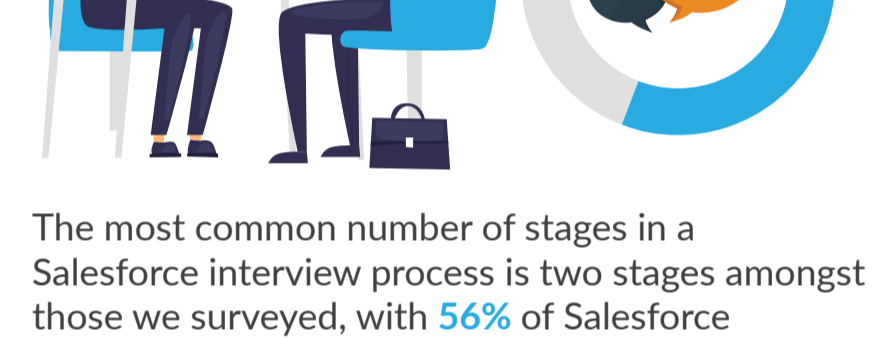 The most common number of stages in a
Salesforce interview process is two stages amongst
those we surveyed, with 56% of Salesforce